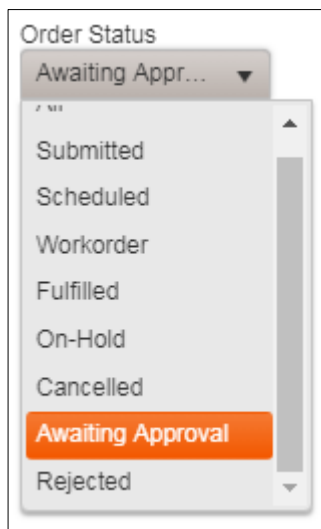 Order Status
Awaiting Appr...
Submitted
Scheduled
Workorder
Fulfilled
On-Hold
Cancelled
Awaiting Approval
Rejected